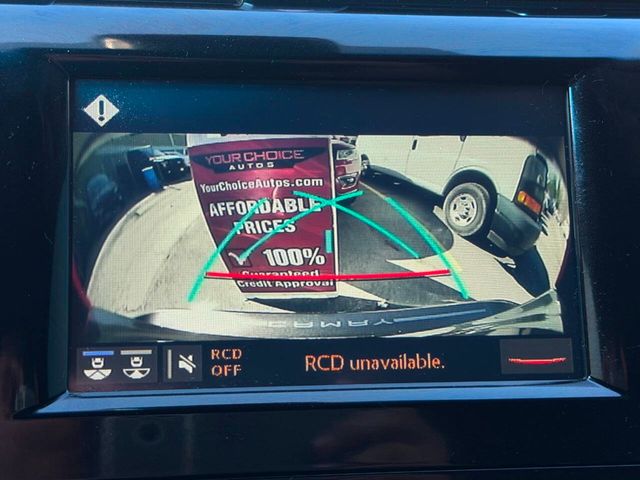 YOUR CHOICE
AUTOS
YourChoiceAutos.com
AFFORDABLE
PRICES
100%
Guaranteed
Credit Approval
RCD
OFF
RCD unavailable.